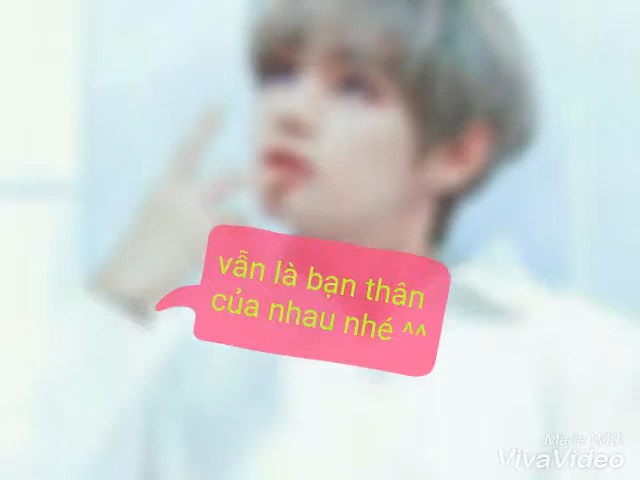 vẫn là bạn thân
của nhau nhé ^^
Made With
VivaVideo